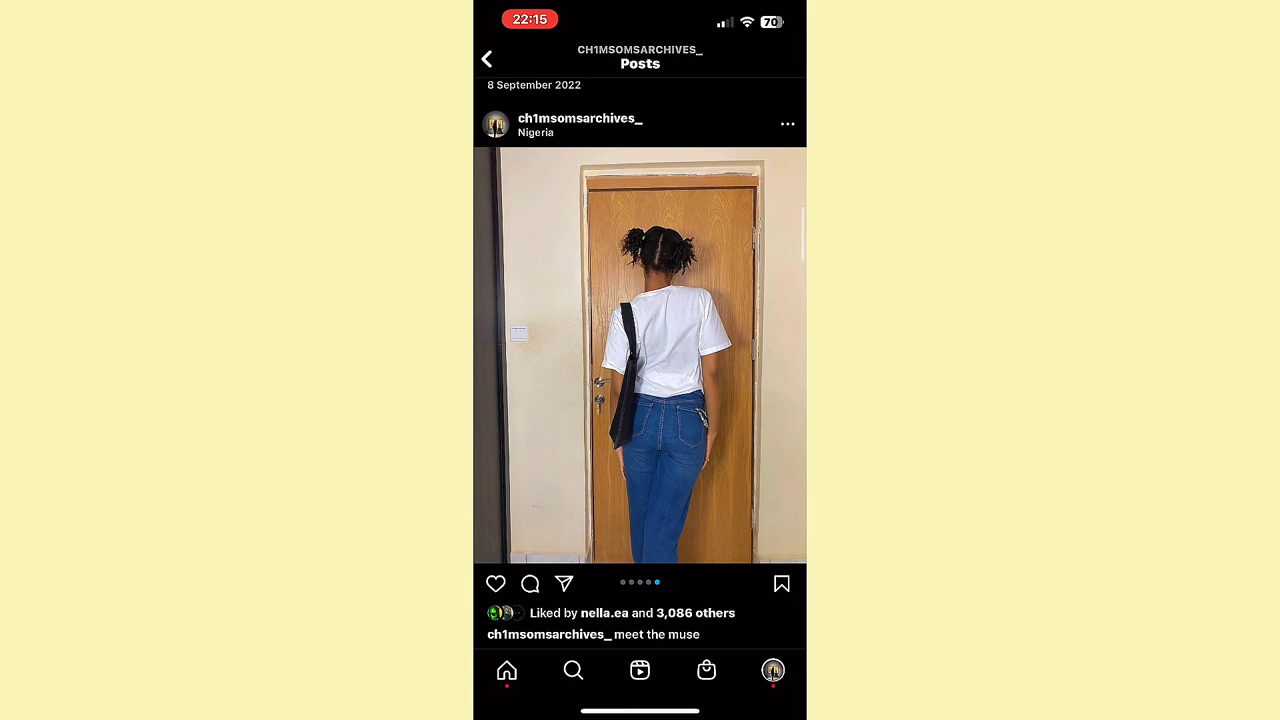 22:15
70
CH1MSOMSARCHIVES_
Posts
8 September 2022
ch1msomsarchives_
Nigeria
Liked by nella.ea and 3,086 others
ch1msomsarchives_ meet the muse